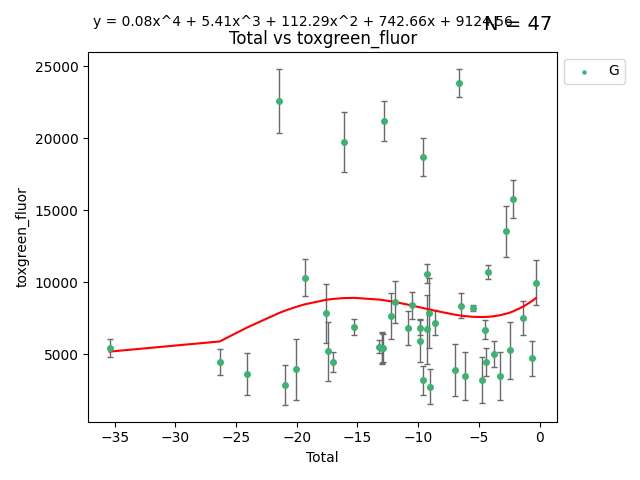 y = 0.08x^4 + 5.41x^3 + 112.29x^2 + 742.66x + 9124.56
N = 47
Total vs toxgreen_fluor
G
25000
20000
15000
10000
5000
toxgreen_fluor
−35 −30 −25 −20 −15 −10 −5 0
Total